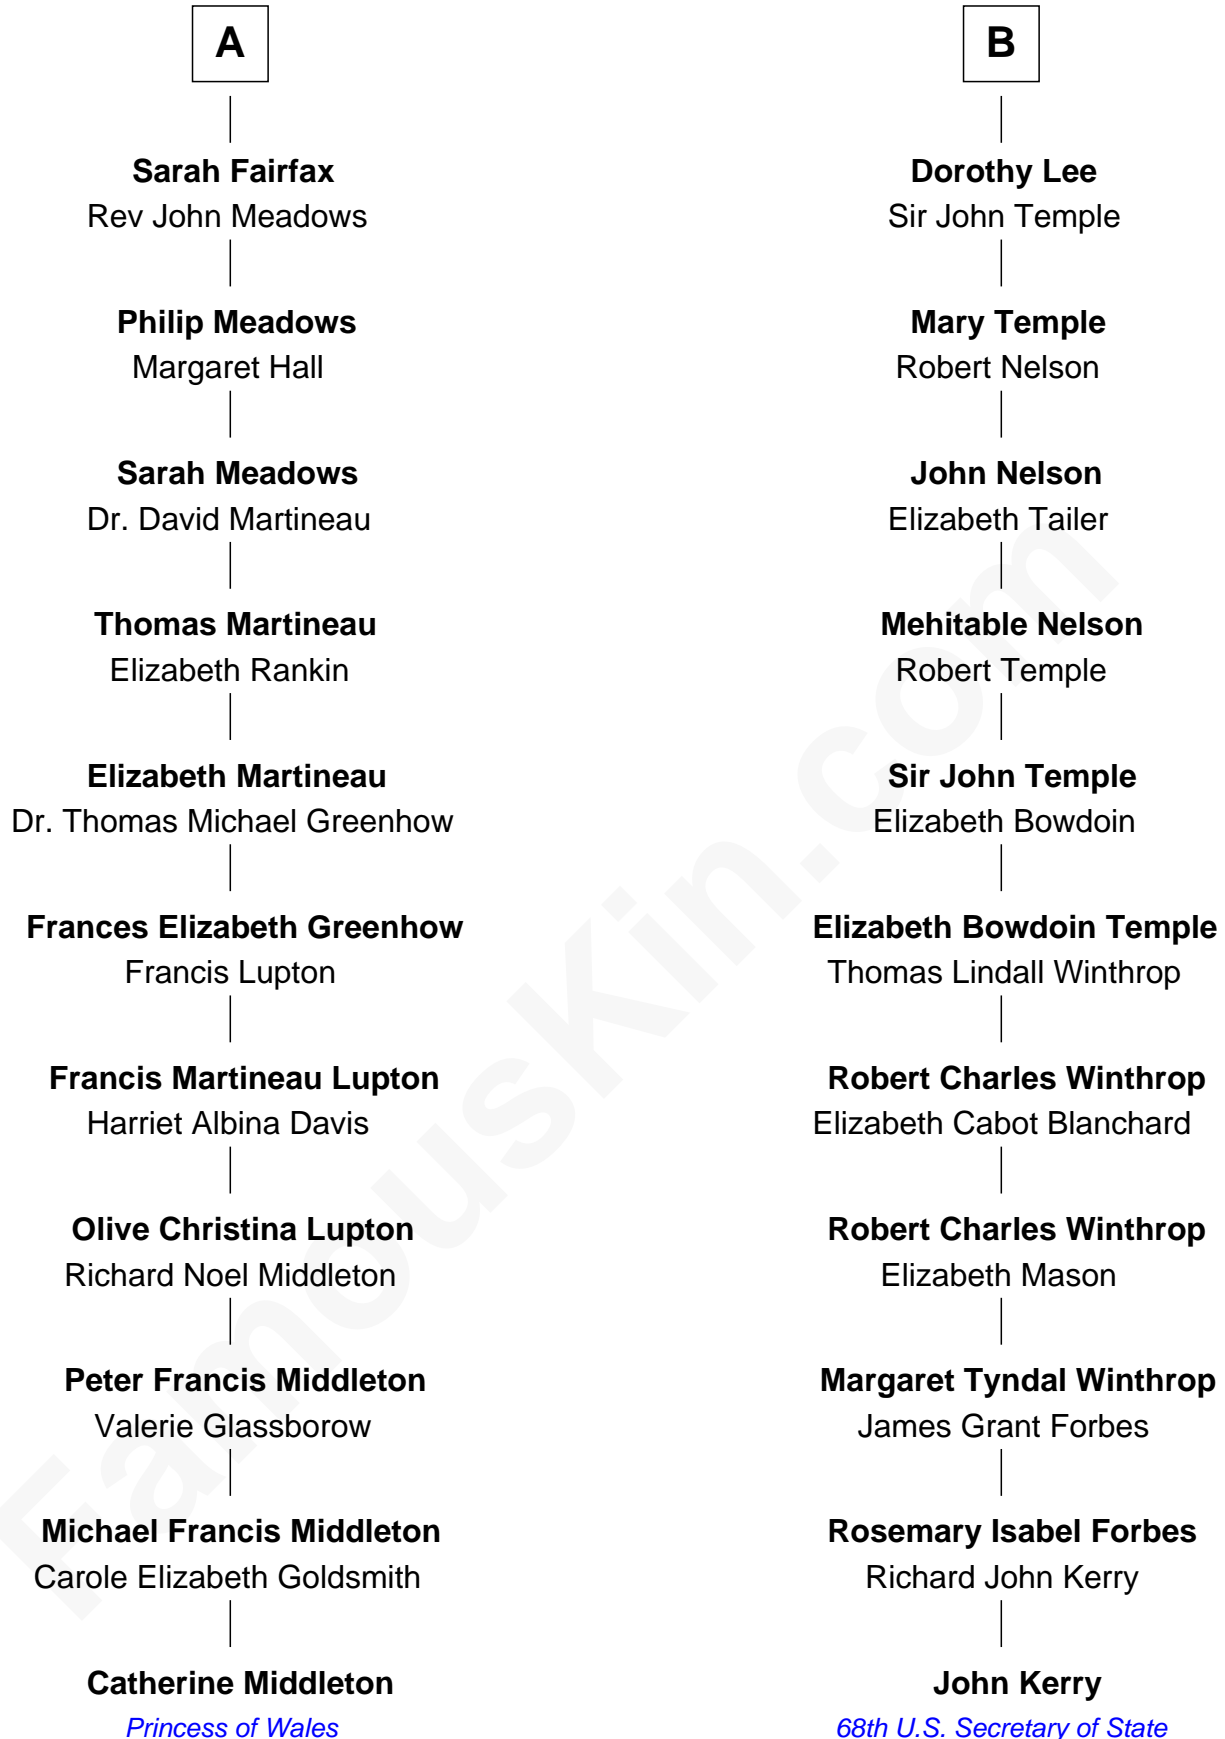 A
Sarah Fairfax
Rev John Meadows
Philip Meadows
Margaret Hall
Sarah Meadows
Dr. David Martineau
Thomas Martineau
Elizabeth Rankin
Elizabeth Martineau
Dr. Thomas Michael Greenhow
Frances Elizabeth Greenhow
Francis Lupton
Francis Martineau Lupton
Harriet Albina Davis
Olive Christina Lupton
Richard Noel Middleton
Peter Francis Middleton
Valerie Glassborow
Michael Francis Middleton
Carole Elizabeth Goldsmith
Catherine Middleton
Princess of Wales
B
Dorothy Lee
Sir John Temple
Mary Temple
Robert Nelson
John Nelson
Elizabeth Tailer
Mehitable Nelson
Robert Temple
Sir John Temple
Elizabeth Bowdoin
Elizabeth Bowdoin Temple
Thomas Lindall Winthrop
Robert Charles Winthrop
Elizabeth Cabot Blanchard
Robert Charles Winthrop
Elizabeth Mason
Margaret Tyndal Winthrop
James Grant Forbes
Rosemary Isabel Forbes
Richard John Kerry
John Kerry
68th U.S. Secretary of State
FamousKin.com